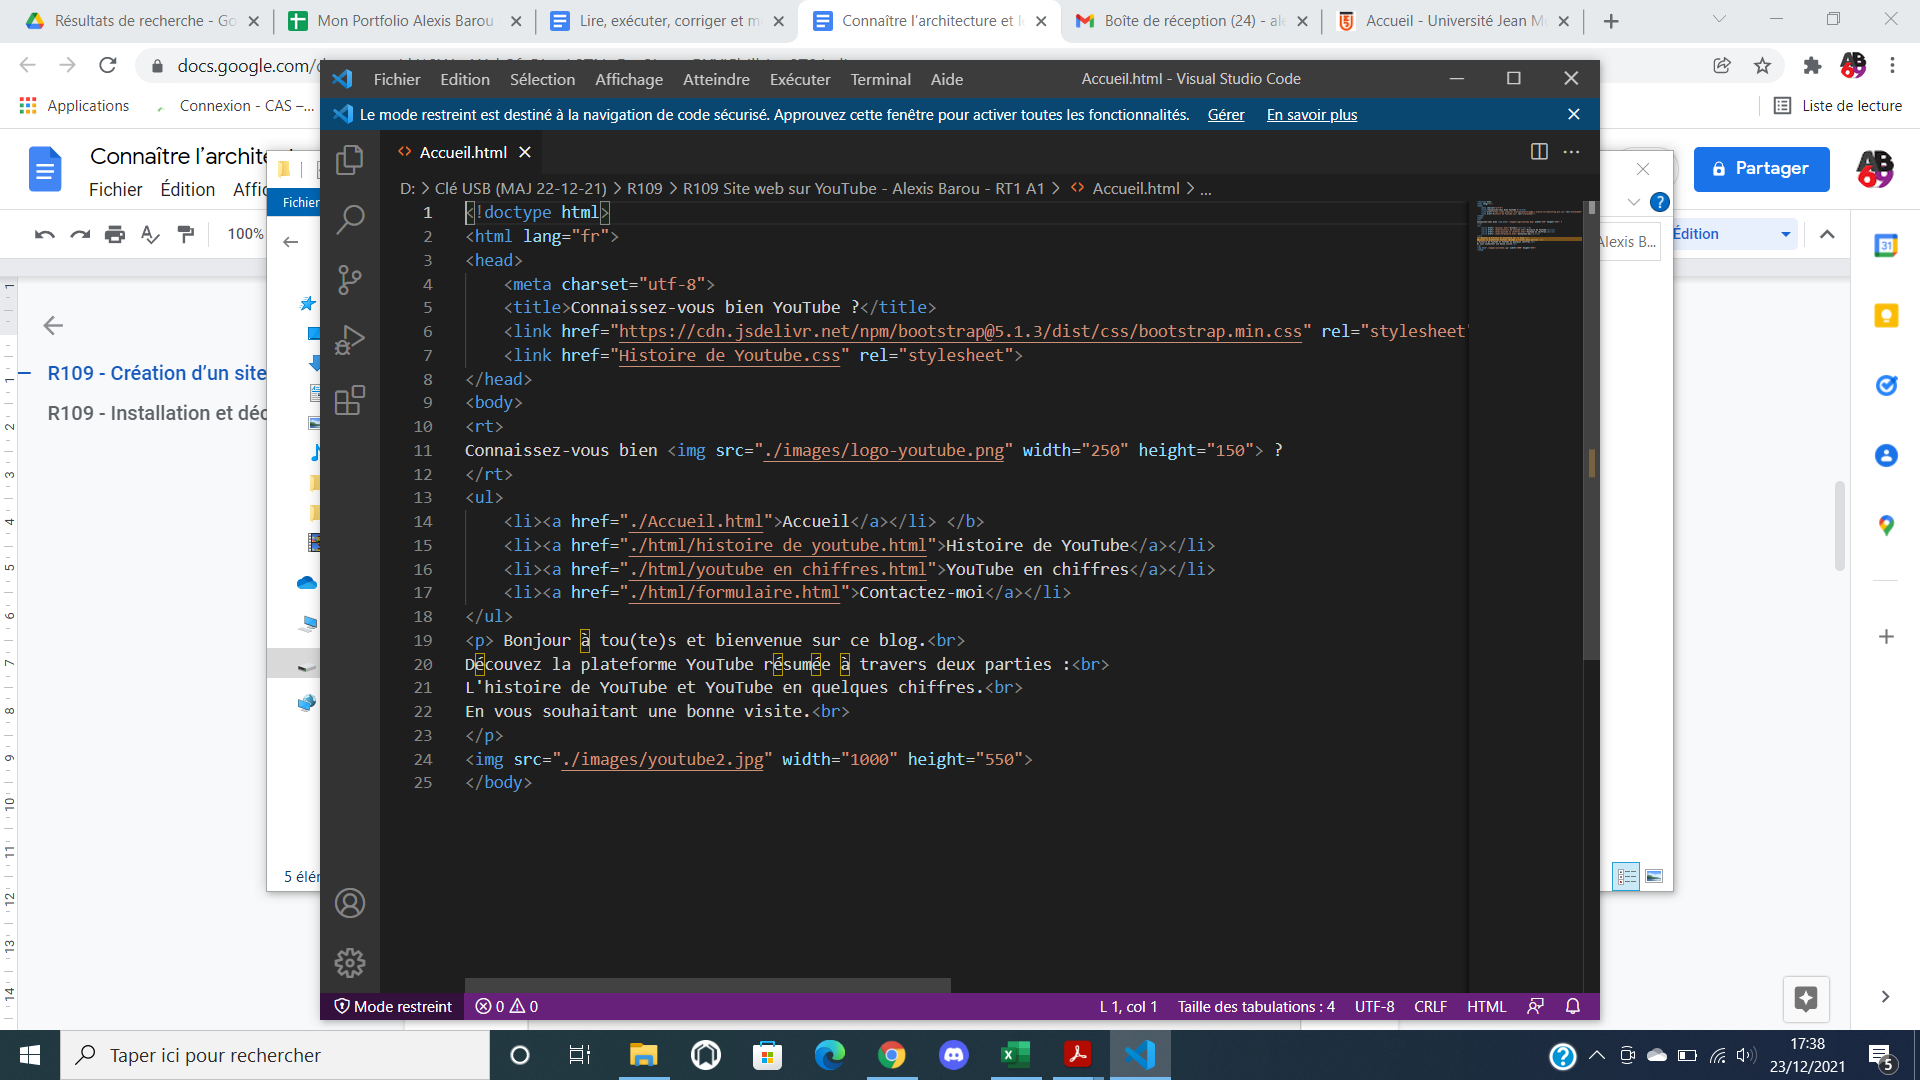 Résultats de recherche - Go
Mon Portfolio Alexis Barou
Lire, exécuter, corriger et m
Connaître l'architecture et le
Boîte de réception (24) - ale
Accueil - Université Jean M
docs.google.com/d
Applications
Connexion - CAS –...
Liste de lecture
Connaître l'archite
Fichier Édition Affi
Partager
100%
Édition
Alexis B...
R109 - Création d'un site
R109 - Installation et déc
Fichier
5 élér
Fichier Edition Sélection Affichage Atteindre Exécuter Terminal Aide
Accueil.html - Visual Studio Code
Le mode restreint est destiné à la navigation de code sécurisé. Approuvez cette fenêtre pour activer toutes les fonctionnalités. Gérer En savoir plus
Accueil.html
D: > Clé USB (MAJ 22-12-21) > R109 > R109 Site web sur YouTube - Alexis Barou - RT1 A1 > Accueil.html > ...
1 <!doctype html>
2 <html lang="fr">
3 <head>
4 <meta charset="utf-8">
5 <title>Connaissez-vous bien YouTube ?</title>
6 <link href="https://cdn.jsdelivr.net/npm/bootstrap@5.1.3/dist/css/bootstrap.min.css" rel="stylesheet"
7 <link href="Histoire de Youtube.css" rel="stylesheet">
8 </head>
9 <body>
10 <rt>
11 Connaissez-vous bien <img src="./images/logo-youtube.png" width="250" height="150"> ?
12 </rt>
13 <ul>
14 <li><a href="./Accueil.html">Accueil</a></li> </b>
15 <li><a href="./html/histoire de youtube.html">Histoire de YouTube</a></li>
16 <li><a href="./html/youtube en chiffres.html">YouTube en chiffres</a></li>
17 <li><a href="./html/formulaire.html">Contactez-moi</a></li>
18 </ul>
19 <p> Bonjour à tou(te)s et bienvenue sur ce blog.<br>
20 Découvez la plateforme YouTube résumée à travers deux parties :<br>
21 L'histoire de YouTube et YouTube en quelques chiffres.<br>
22 En vous souhaitant une bonne visite.<br>
23 </p>
24 <img src="./images/youtube2.jpg" width="1000" height="550">
25 </body>
Mode restreint 0 0
L 1, col 1 Taille des tabulations : 4 UTF-8 CRLF HTML
Taper ici pour rechercher
17:38
23/12/2021
5